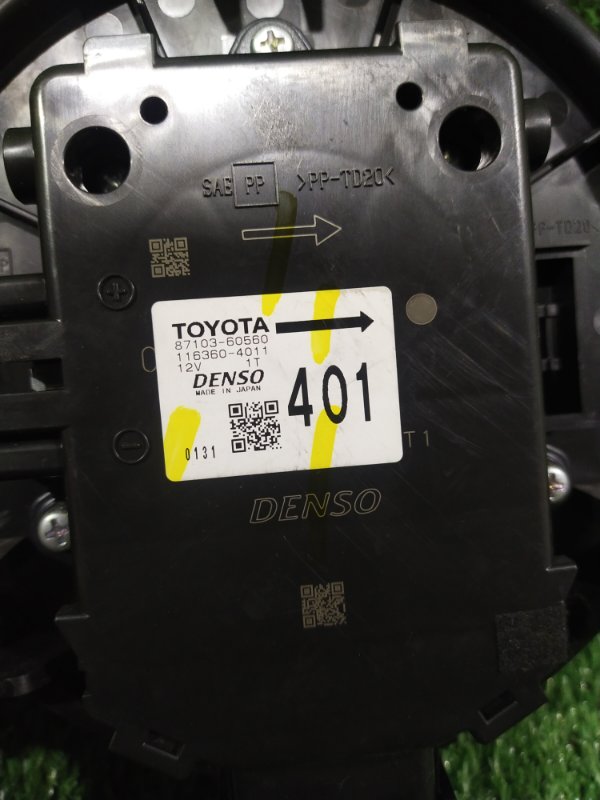 SAE PP >PP-TD20<
TOYOTA
87103-60560
116360-4011
12V 1T
DENSO
MADE IN JAPAN
401
0131
T1
DENSO